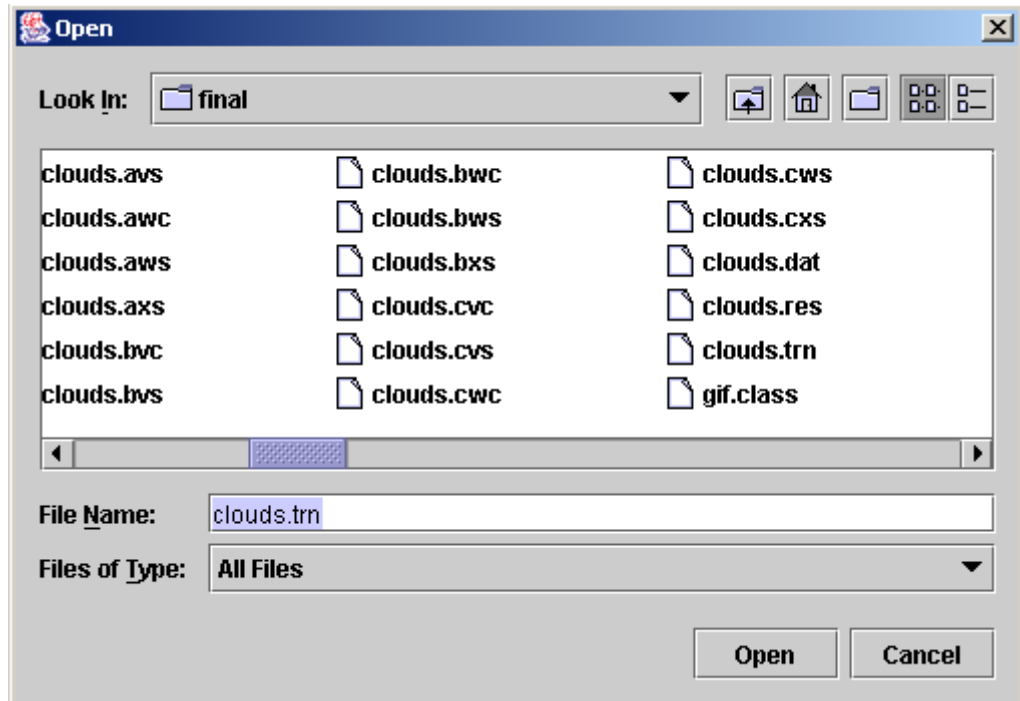 Open
Look In: final
clouds.avs clouds.bwc clouds.cws
clouds.awc clouds.bws clouds.cxs
clouds.aws clouds.bxs clouds.dat
clouds.axs clouds.cvc clouds.res
clouds.bvc clouds.cvs clouds.trn
clouds.bvs clouds.cwc gif.class
File Name: clouds.trn
Files of Type: All Files
Open Cancel